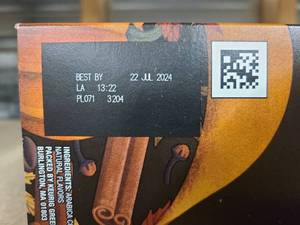 BEST BY 22 JUL 2024
LA 13:22
PL071 3204
INGREDIENTS: ARABICA CO
NATURAL FLAVORS
PACKED BY KEURIG GREE
BURLINGTON, MA 01803